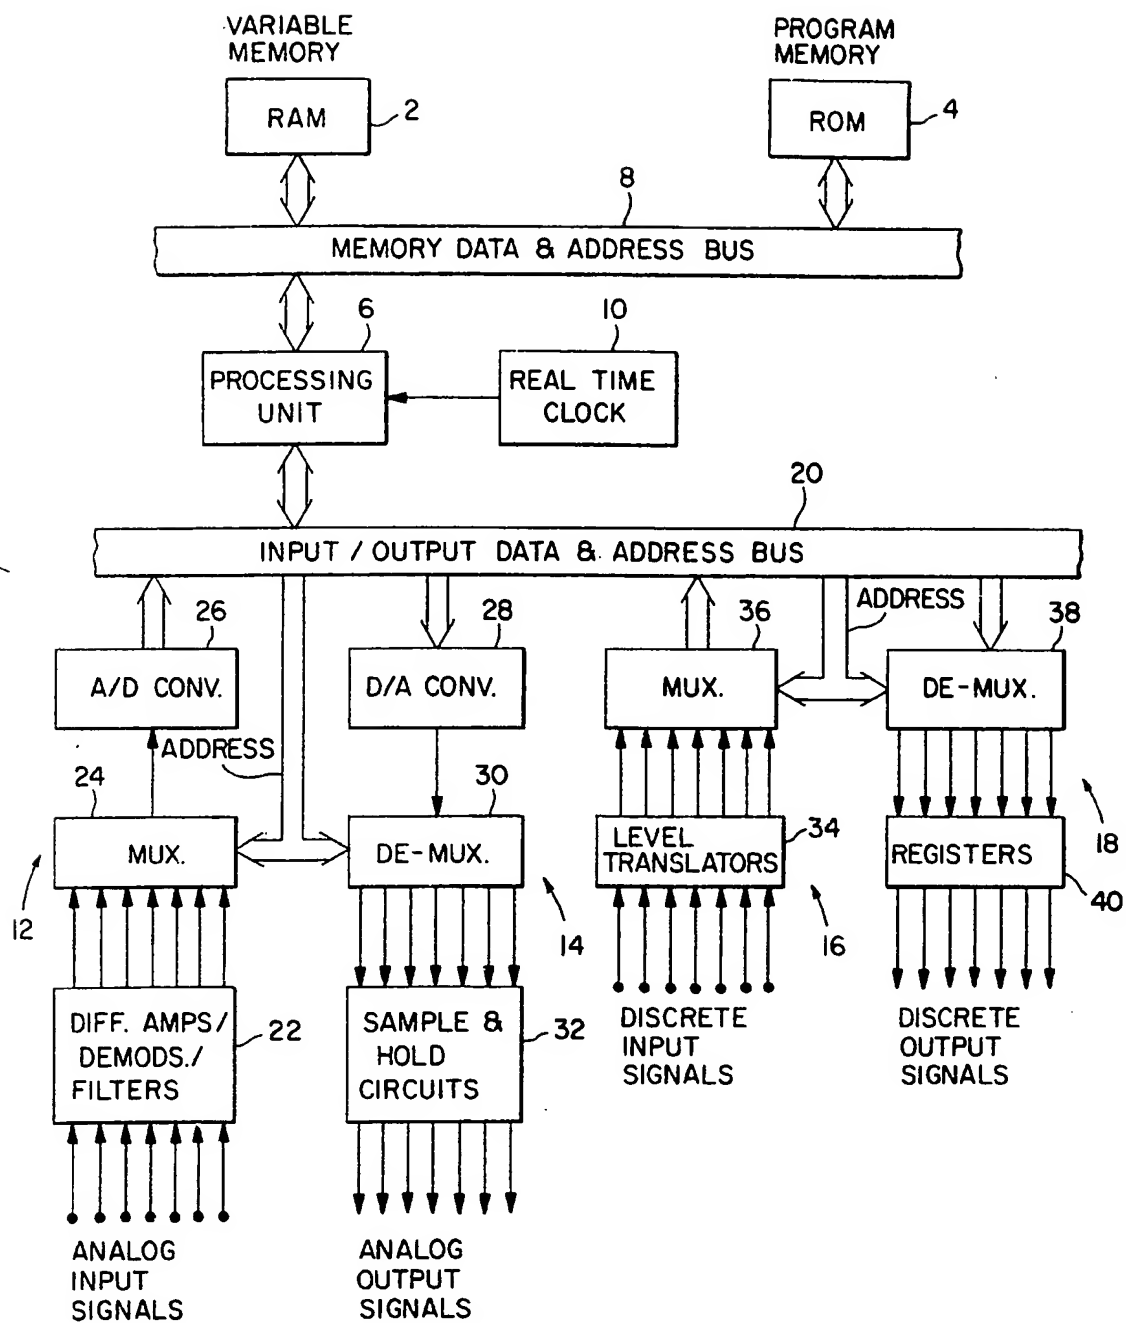 VARIABLE
MEMORY
PROGRAM
MEMORY
RAM
2
ROM
4
8
MEMORY DATA & ADDRESS BUS
6
10
PROCESSING
UNIT
REAL TIME
CLOCK
20
INPUT / OUTPUT DATA & ADDRESS BUS
26
28
36
ADDRESS
38
A/D CONV.
D/A CONV.
MUX.
DE-MUX.
ADDRESS
24
30
18
MUX.
DE-MUX.
LEVEL
TRANSLATORS
34
REGISTERS
40
12
14
16
DIFF. AMPS/
DEMODS./
FILTERS
22
SAMPLE &
HOLD
CIRCUITS
32
DISCRETE
INPUT
SIGNALS
DISCRETE
OUTPUT
SIGNALS
ANALOG
INPUT
SIGNALS
ANALOG
OUTPUT
SIGNALS